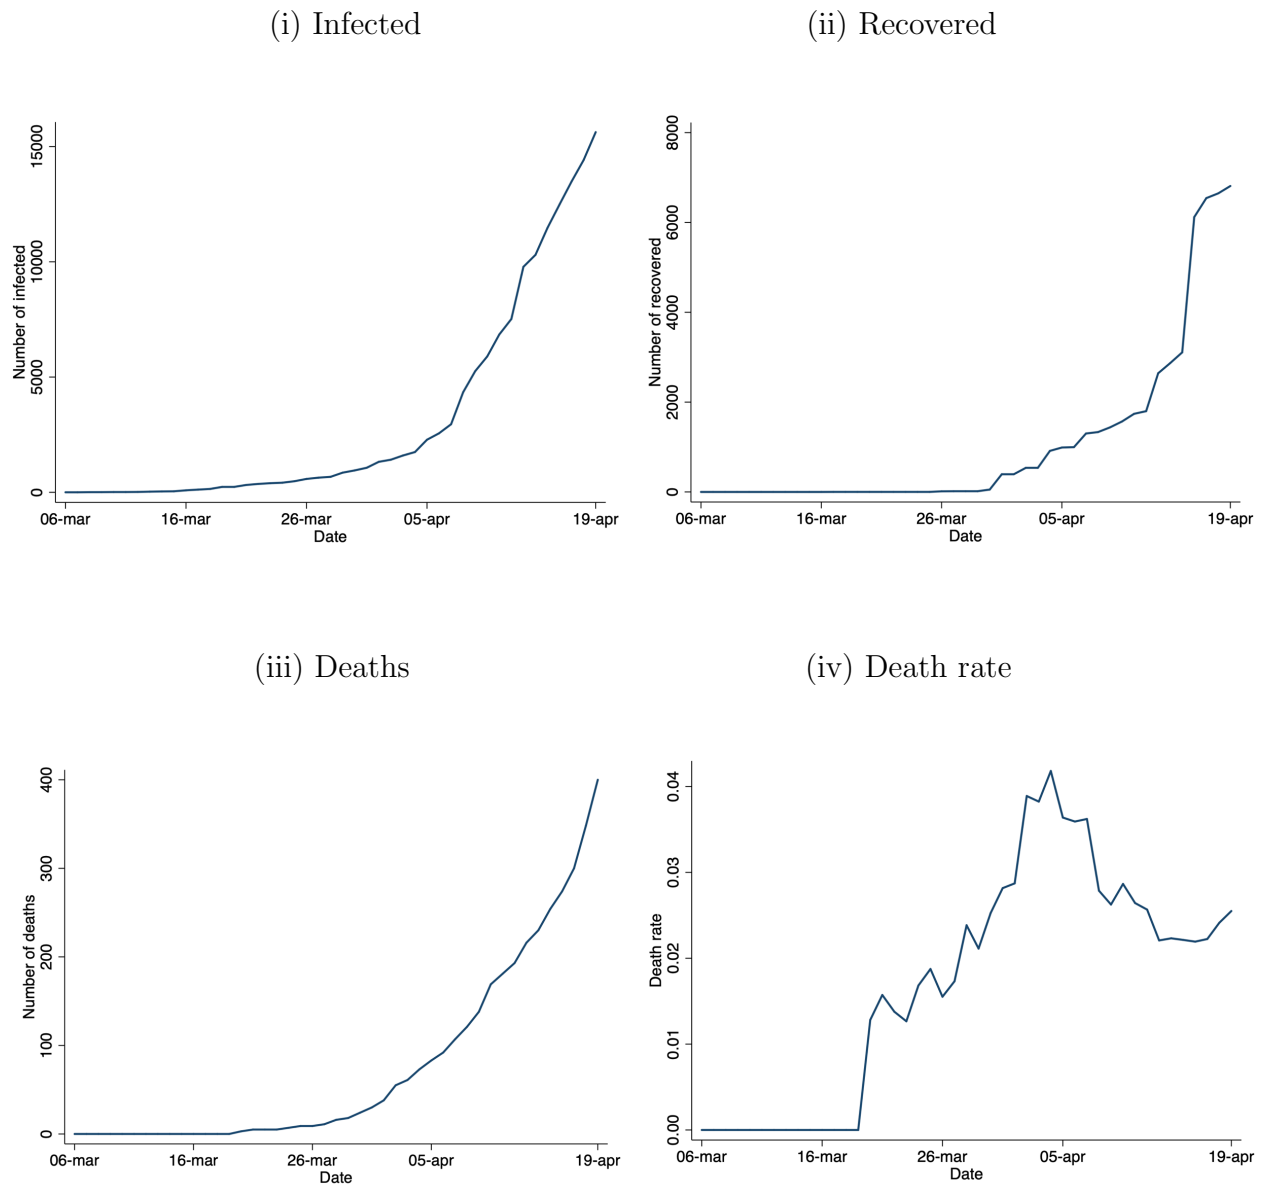 (i) Infected
(ii) Recovered
Number of infected
15000
10000
5000
0
06-mar 16-mar 26-mar 05-apr 19-apr
Date
Number of recovered
8000
6000
4000
2000
0
06-mar 16-mar 26-mar 05-apr 19-apr
Date
(iii) Deaths
(iv) Death rate
Number of deaths
400
300
200
100
0
06-mar 16-mar 26-mar 05-apr 19-apr
Date
Death rate
0.04
0.03
0.02
0.01
0.00
06-mar 16-mar 26-mar 05-apr 19-apr
Date